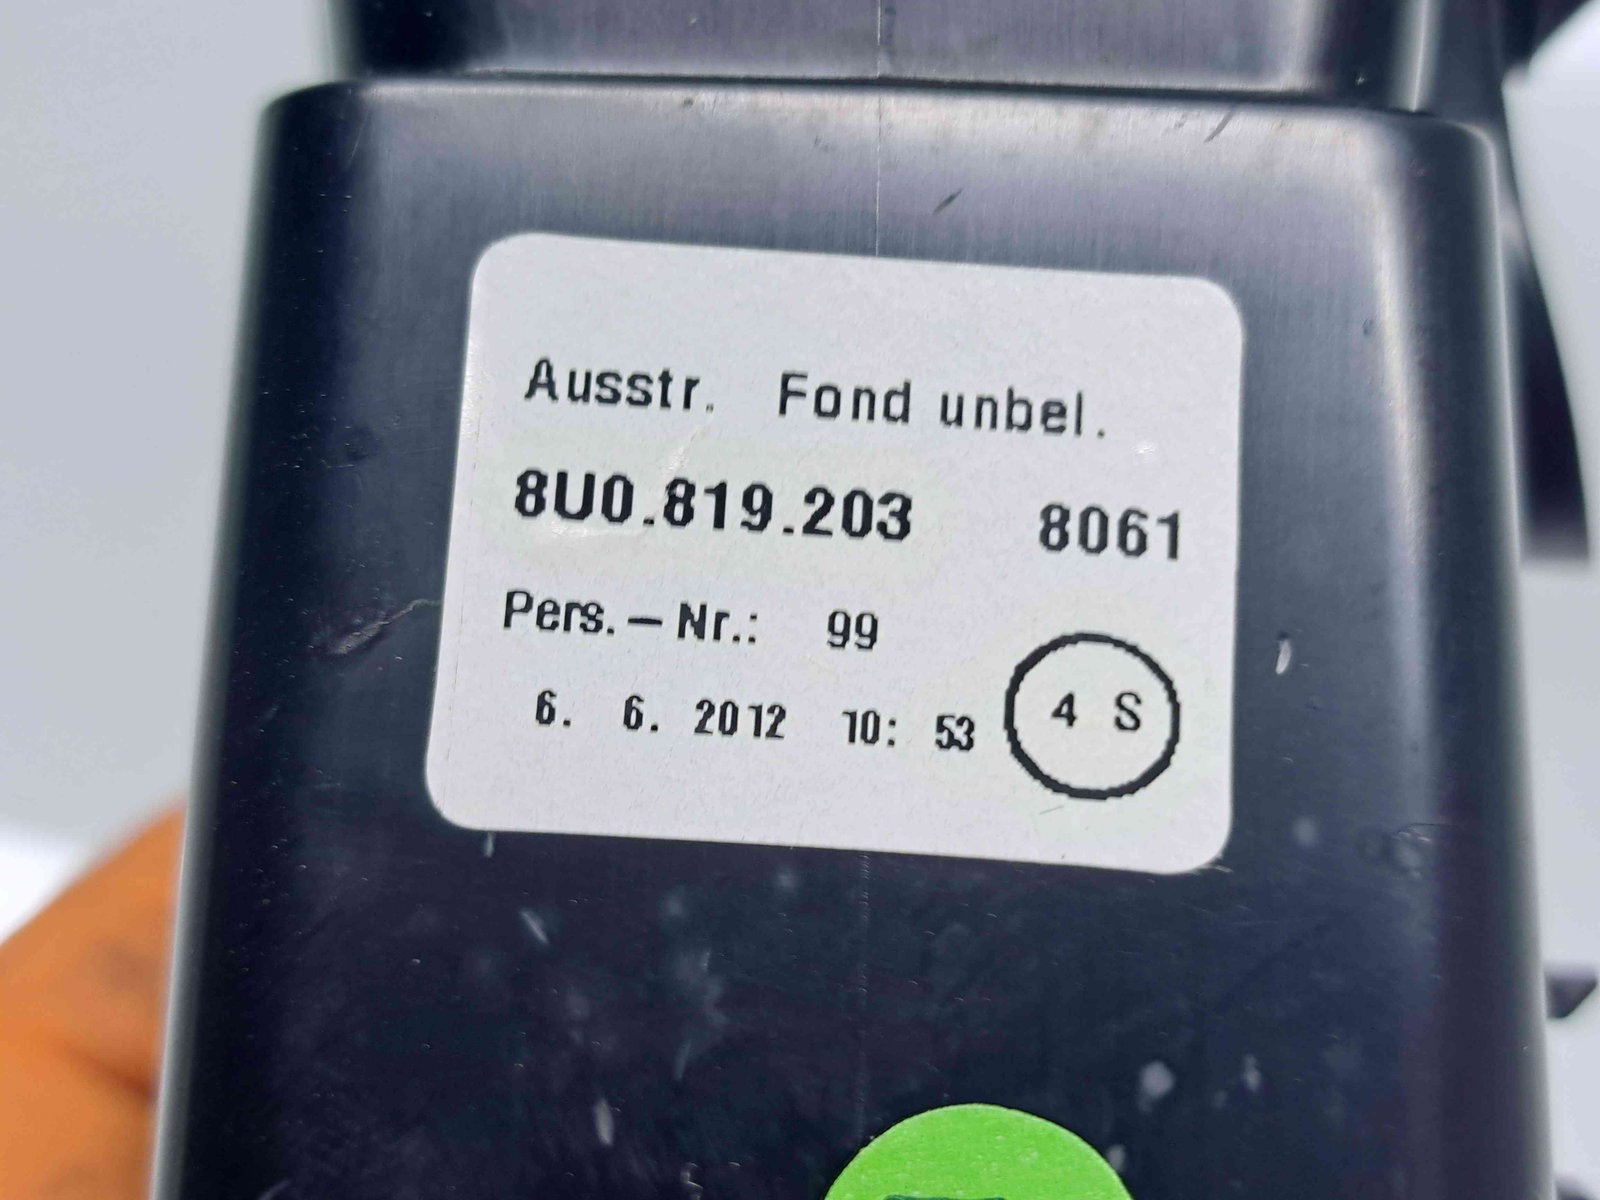 Ausstr. Fond unbel.
8U0.819.203 8061
Pers.-Nr.: 99
6. 6. 2012 10: 53
4 S